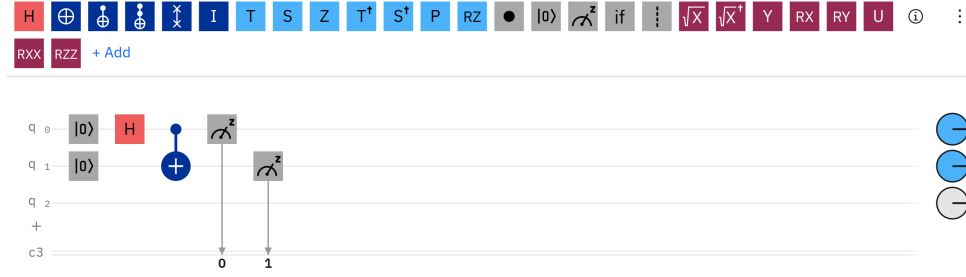 H I T S Z T† S† P RZ |0⟩ z if √X √X† Y RX RY U i
RXX RZZ + Add
q 0 |0⟩ H z
q 1 |0⟩ z
q 2
+
c3
0 1